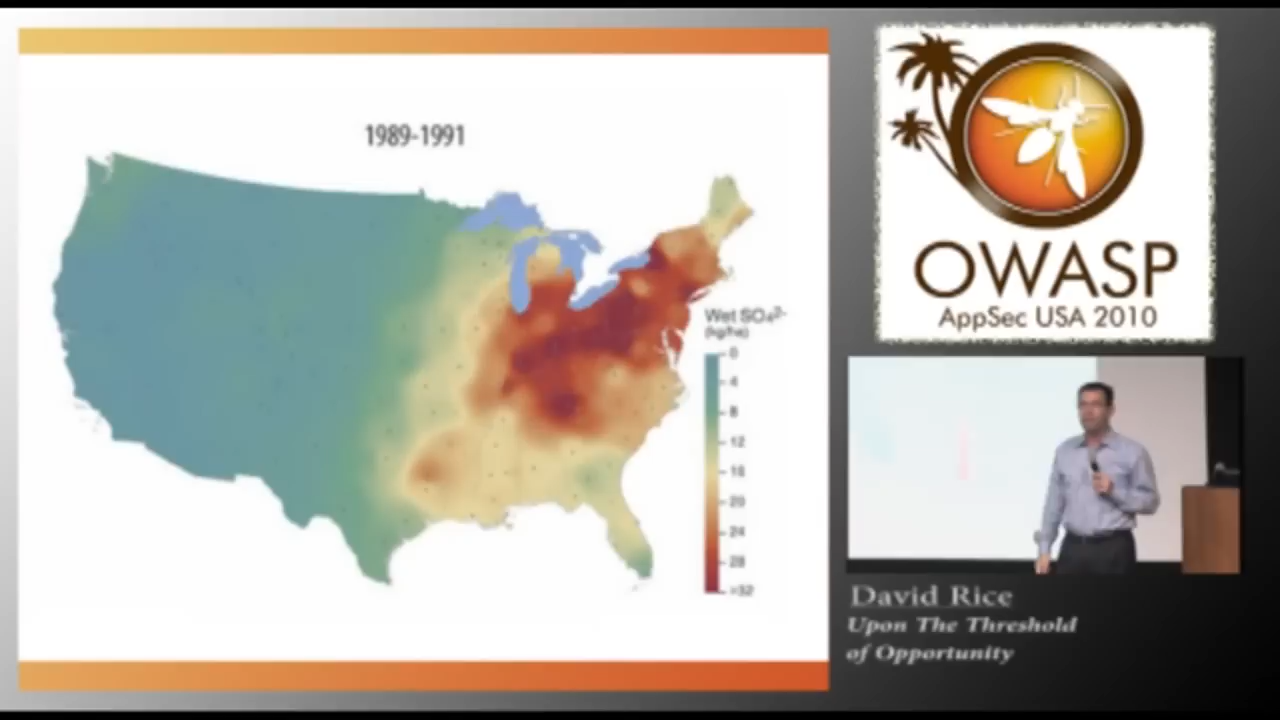 1989-1991
Wet SO₄²⁻
(kg/ha)
0
4
8
12
16
20
24
28
>32
OWASP
AppSec USA 2010
David Rice
Upon The Threshold
of Opportunity